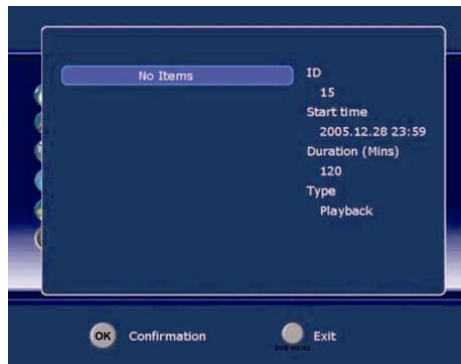 No Items
ID
15
Start time
2005.12.28 23:59
Duration (Mins)
120
Type
Playback
OK Confirmation
Exit